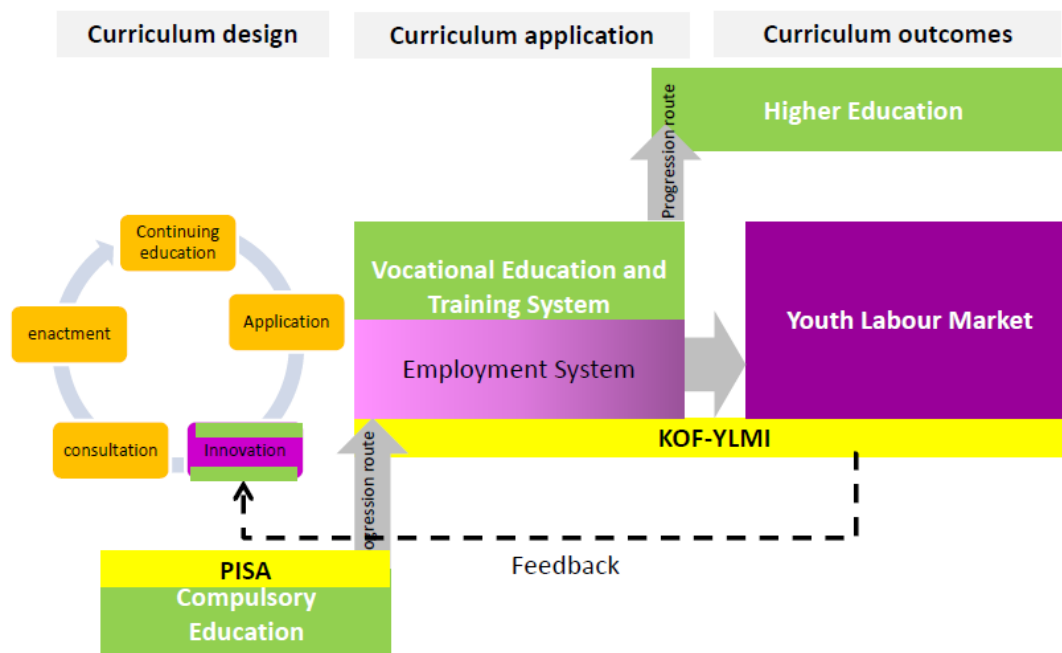 Curriculum design
Curriculum application
Curriculum outcomes
Higher Education
Progression route
Continuing
education
Application
Innovation
consultation
enactment
Vocational Education and
Training System
Employment System
Youth Labour Market
KOF-YLMI
ogression route
Feedback
PISA
Compulsory
Education